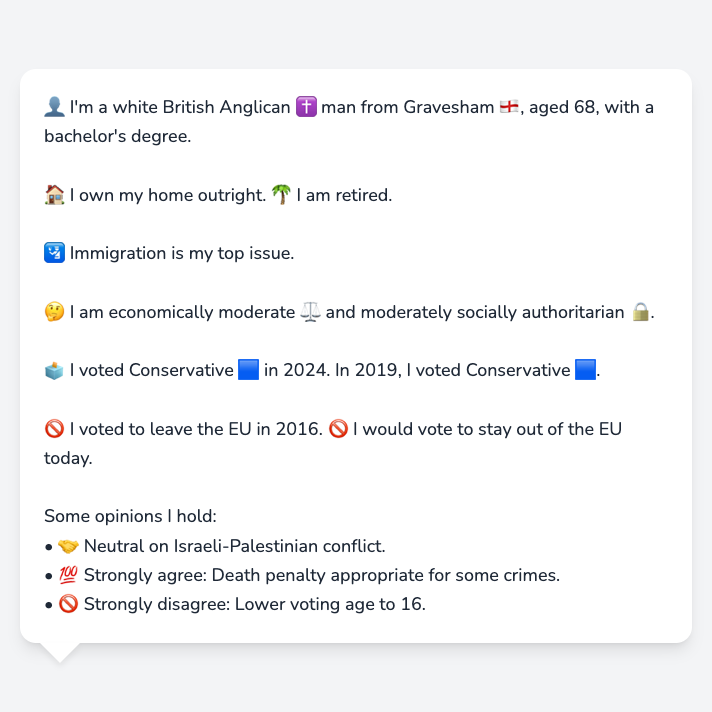 👤 I'm a white British Anglican ✝️ man from Gravesham 🏴󠁧󠁢󠁥󠁮󠁧󠁿, aged 68, with a
bachelor's degree.
🏠 I own my home outright. 🌴 I am retired.
🛂 Immigration is my top issue.
🤔 I am economically moderate ⚖️ and moderately socially authoritarian 🔒.
🗳️ I voted Conservative 🟦 in 2024. In 2019, I voted Conservative 🟦.
🚫 I voted to leave the EU in 2016. 🚫 I would vote to stay out of the EU
today.
Some opinions I hold:
• 🤝 Neutral on Israeli-Palestinian conflict.
• 💯 Strongly agree: Death penalty appropriate for some crimes.
• 🚫 Strongly disagree: Lower voting age to 16.